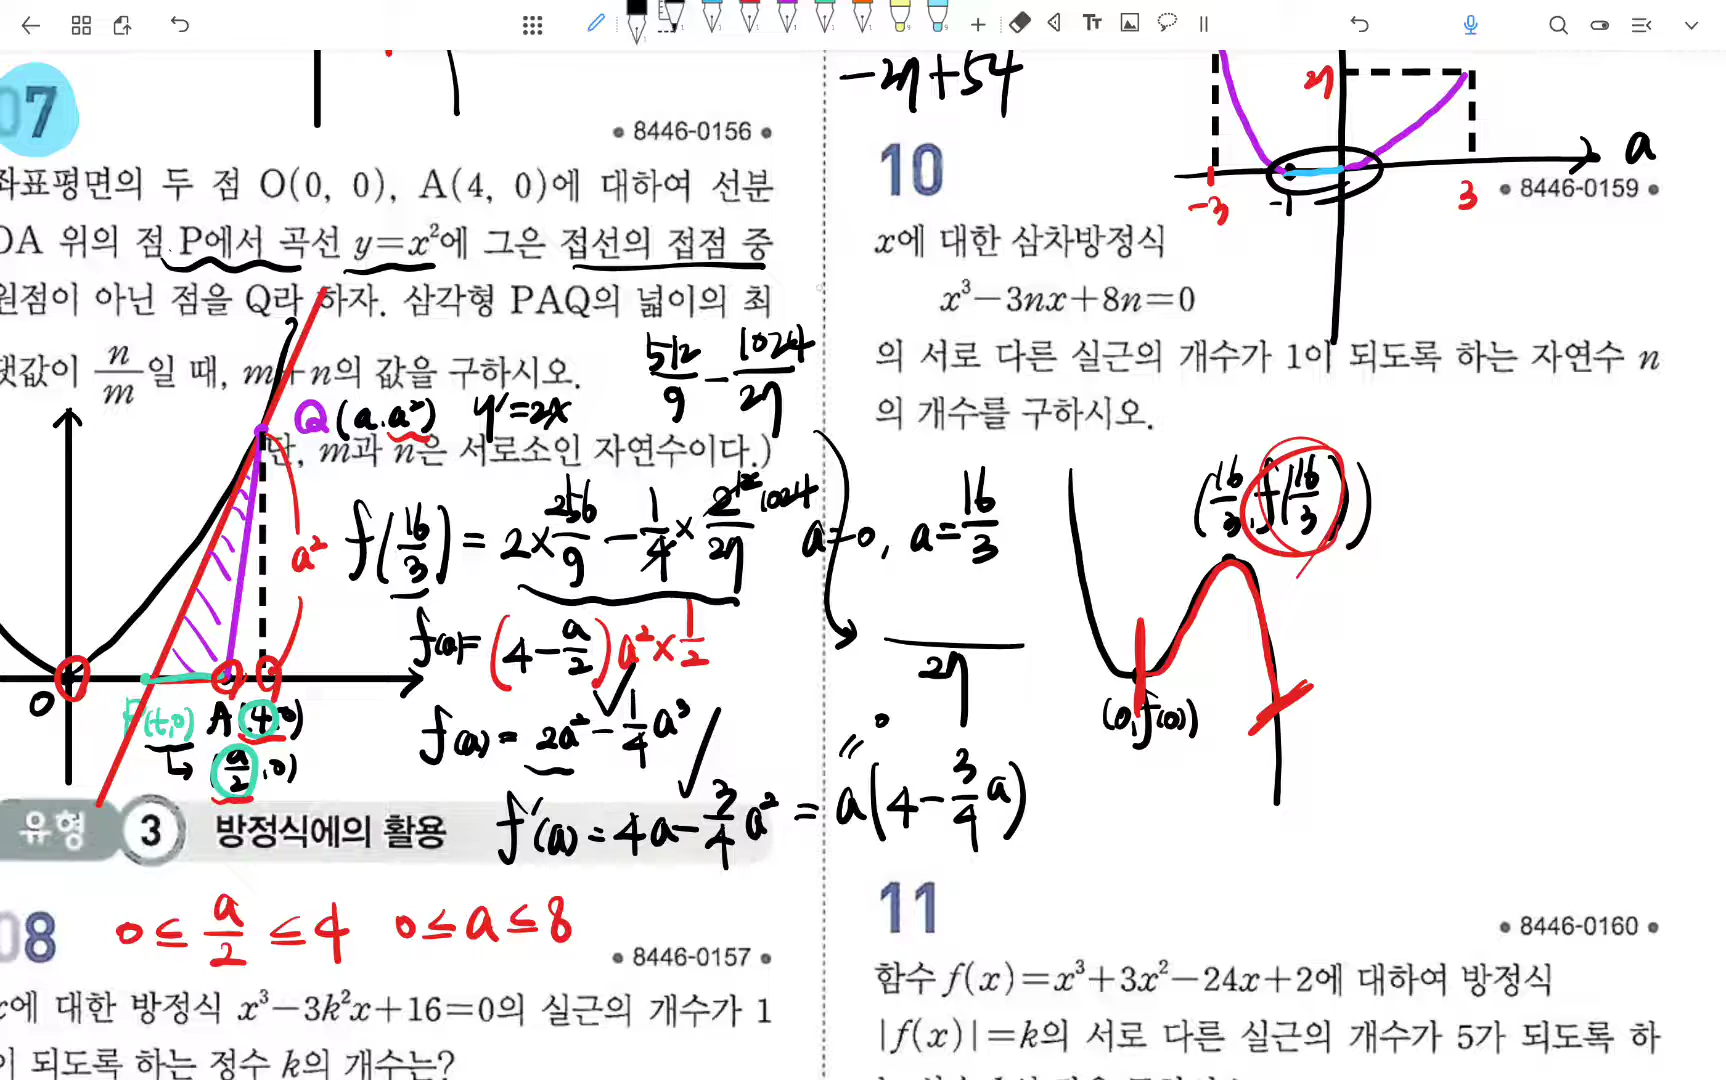 07
• 8446-0156 •
좌표평면의 두 점 O(0, 0), A(4, 0)에 대하여 선분
OA 위의 점 P에서 곡선 y=x²에 그은 접선의 접점 중
원점이 아닌 점을 Q라 하자. 삼각형 PAQ의 넓이의 최
댓값이 n/m일 때, m+n의 값을 구하시오.
단, m과 n은 서로소인 자연수이다.)
512/9 - 1024/27
Q(a, a²) y'=2x
a²
f(16/3) = 2×256/9 - 1/4×
a=0, a=16/3
f(a)=(4-a/2)a²×1/2
27
f(a)=2a²-1/4a³
f'(a)=4a-3/4a²=a(4-3/4a)
0
O
P(t,0) A(4,0)
(a/2, 0)
유형 3 방정식에의 활용
08
0≤a/2≤4 0≤a≤8
• 8446-0157 •
x에 대한 방정식 x³-3k²x+16=0의 실근의 개수가 1
이 되도록 하는 정수 k의 개수는?
-27+54
27
a
-3
-1
3
10
• 8446-0159 •
x에 대한 삼차방정식
x³-3nx+8n=0
의 서로 다른 실근의 개수가 1이 되도록 하는 자연수 n
의 개수를 구하시오.
(16/3, f(16/3))
(0, f(0))
11
• 8446-0160 •
함수 f(x)=x³+3x²-24x+2에 대하여 방정식
|f(x)|=k의 서로 다른 실근의 개수가 5가 되도록 하